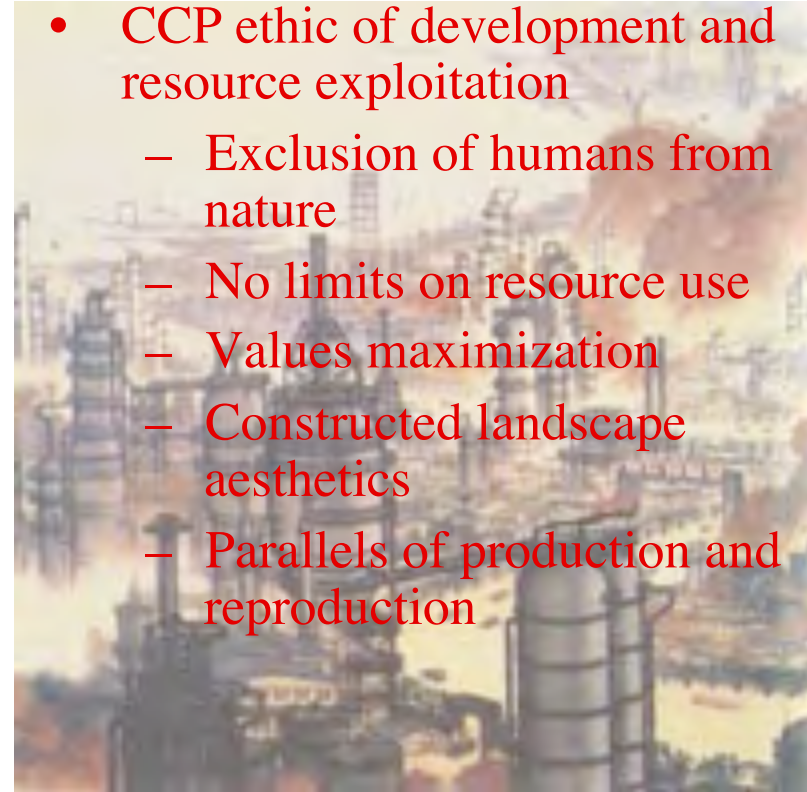 • CCP ethic of development and
resource exploitation
– Exclusion of humans from
nature
– No limits on resource use
– Values maximization
– Constructed landscape
aesthetics
– Parallels of production and
reproduction